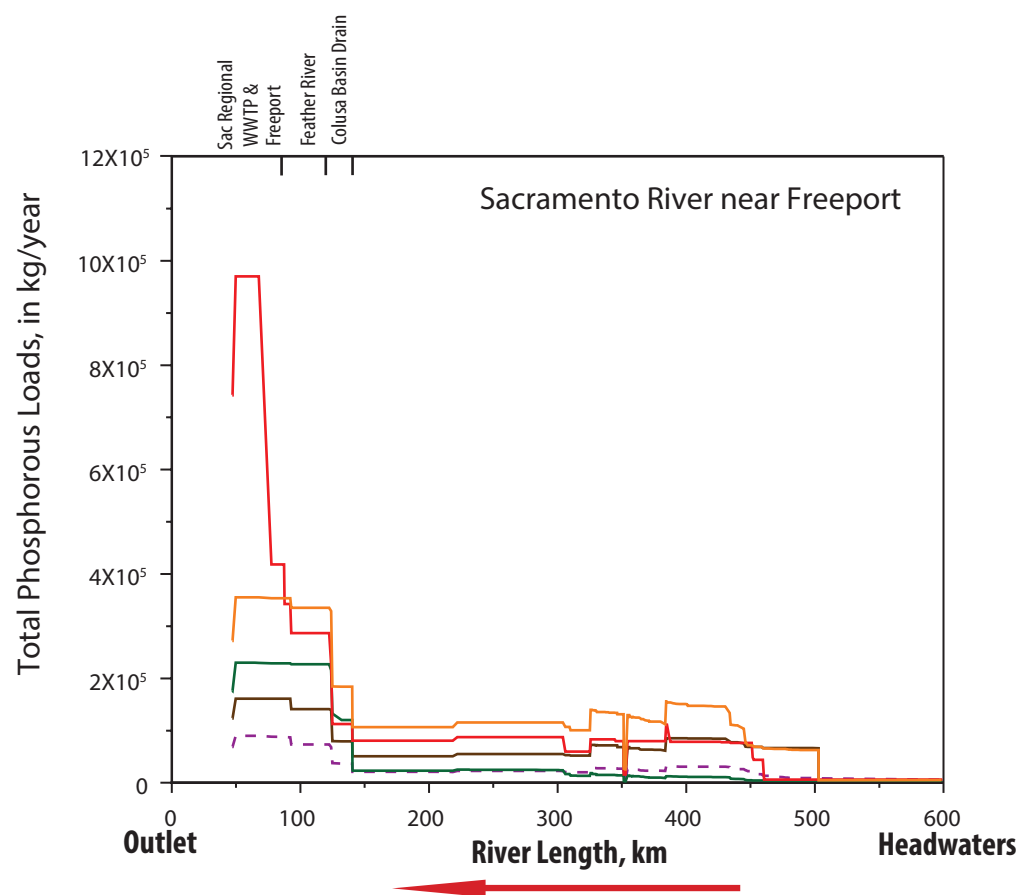 Sac Regional
WWTP &
Freeport
Feather River
Colusa Basin Drain
Sacramento River near Freeport
Total Phosphorous Loads, in kg/year
12X10⁵
10X10⁵
8X10⁵
6X10⁵
4X10⁵
2X10⁵
0
0 100 200 300 400 500 600
Outlet River Length, km Headwaters